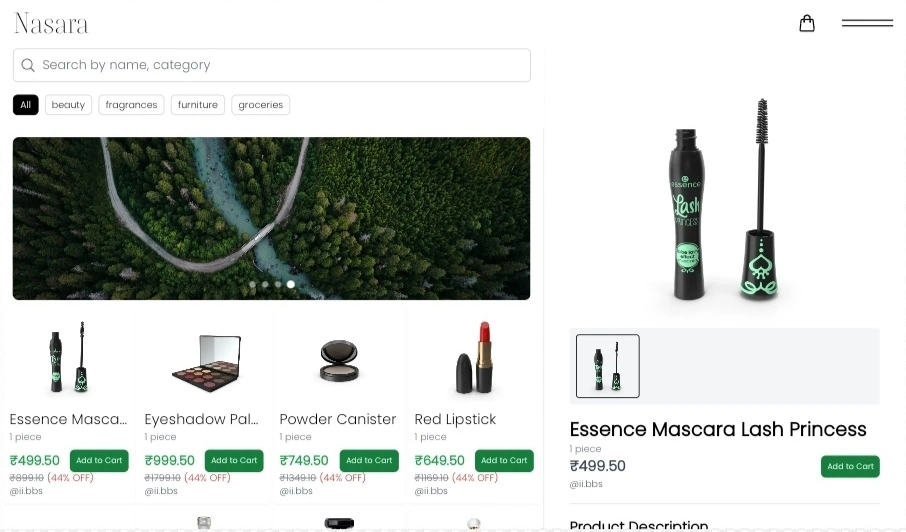 Nasara
Search by name, category
All beauty fragrances furniture groceries
essence
Lash
PRINCESS
Essence Masca... Eyeshadow Pal... Powder Canister Red Lipstick
1 piece 1 piece 1 piece 1 piece
₹499.50 Add to Cart ₹999.50 Add to Cart ₹749.50 Add to Cart ₹649.50 Add to Cart
₹899.10 (44% OFF) ₹1799.10 (44% OFF) ₹1349.10 (44% OFF) ₹1169.10 (44% OFF)
@ii.bbs @ii.bbs @ii.bbs @ii.bbs
Essence Mascara Lash Princess
1 piece
₹499.50
Add to Cart
@ii.bbs
Product Description